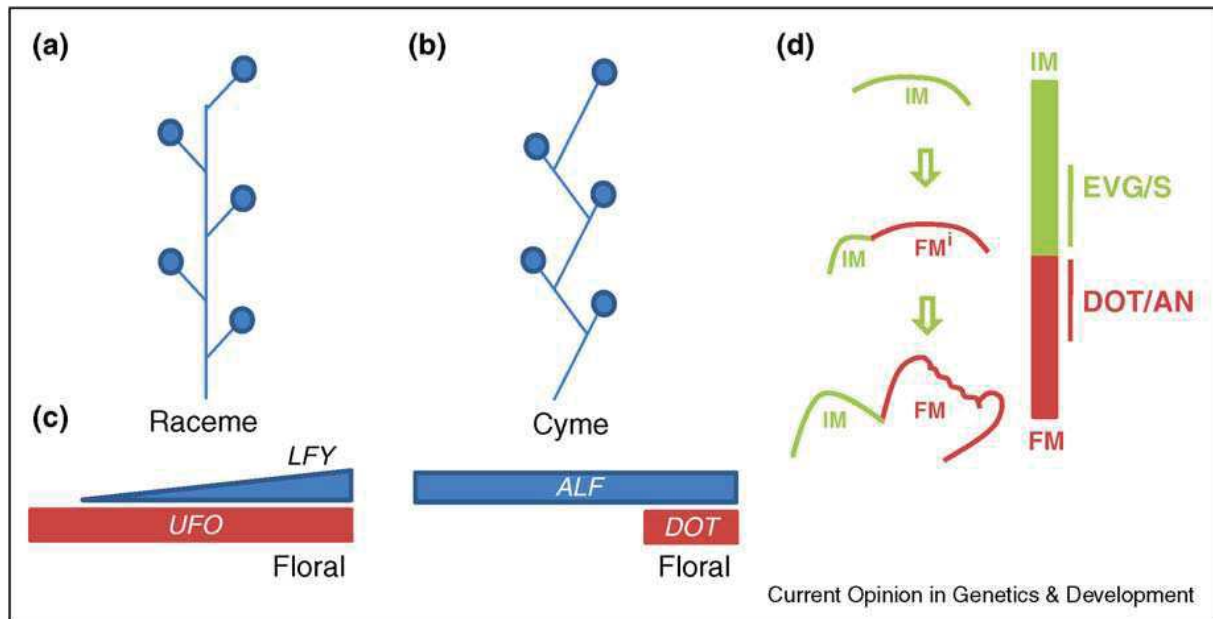 (a)
Raceme
(b)
Cyme
(c)
LFY
UFO
Floral
ALF
DOT
Floral
(d)
IM
IM
EVG/S
IM
FMⁱ
DOT/AN
IM
FM
FM
Current Opinion in Genetics & Development